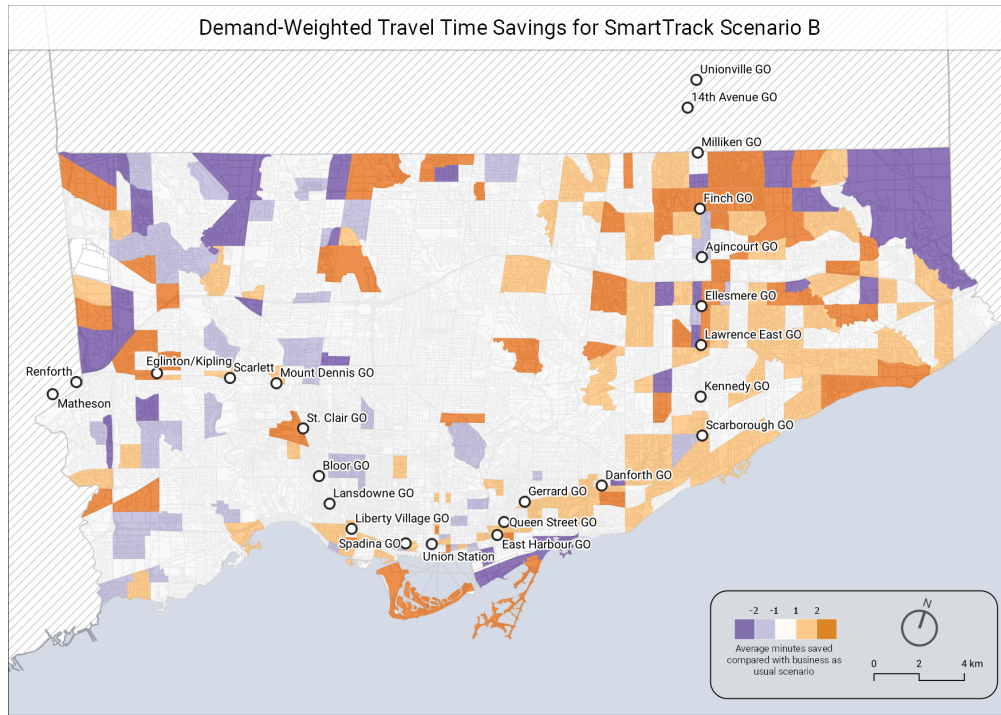 Demand-Weighted Travel Time Savings for SmartTrack Scenario B
Unionville GO
14th Avenue GO
Milliken GO
Finch GO
Agincourt GO
Ellesmere GO
Lawrence East GO
Eglinton/Kipling
Scarlett
Renforth
Mount Dennis GO
Matheson
Kennedy GO
St. Clair GO
Scarborough GO
Bloor GO
Danforth GO
Lansdowne GO
Gerrard GO
Liberty Village GO
Queen Street GO
Spadina GO
East Harbour GO
Union Station
N
-2 -1 1 2
Average minutes saved
compared with business as
usual scenario
0 2 4 km